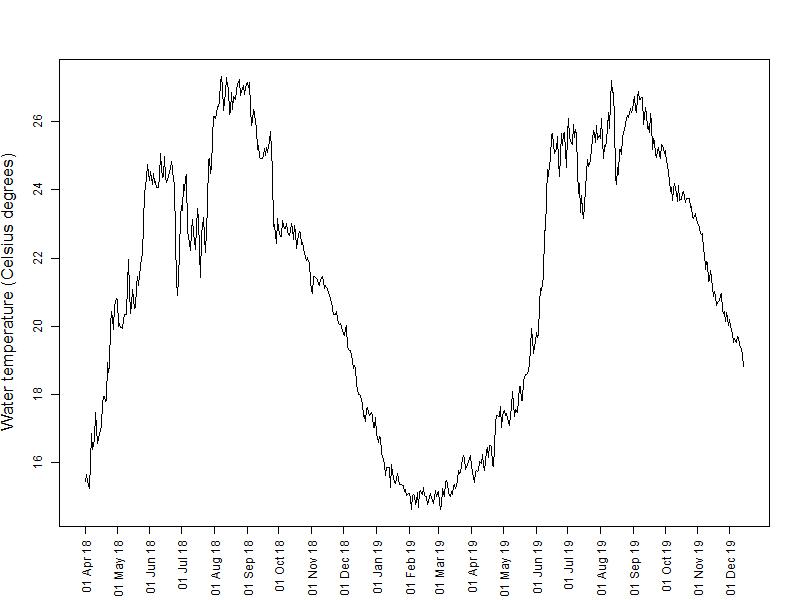 Water temperature (Celsius degrees)
26
24
22
20
18
16
01 Apr 18
01 May 18
01 Jun 18
01 Jul 18
01 Aug 18
01 Sep 18
01 Oct 18
01 Nov 18
01 Dec 18
01 Jan 19
01 Feb 19
01 Mar 19
01 Apr 19
01 May 19
01 Jun 19
01 Jul 19
01 Aug 19
01 Sep 19
01 Oct 19
01 Nov 19
01 Dec 19